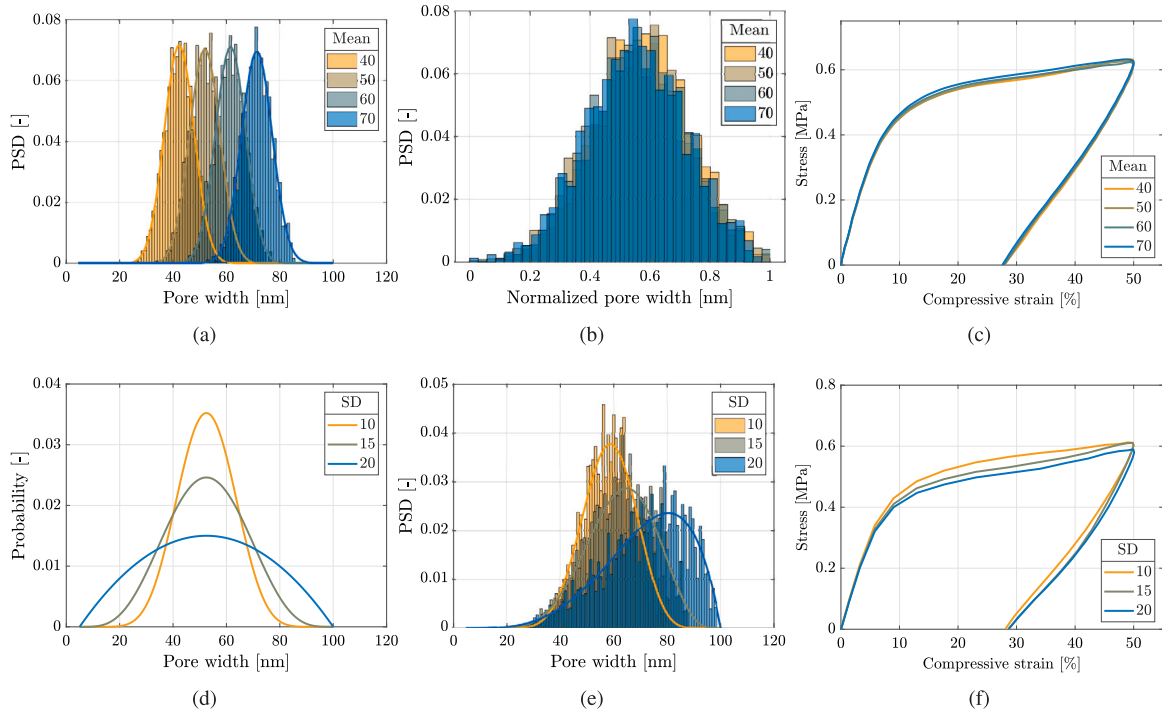 0.08
0.06
0.04
0.02
0
0 20 40 60 80 100 120
PSD [-]
Pore width [nm]
Mean
40
50
60
70
(a)
0.08
0.06
0.04
0.02
0
0 0.2 0.4 0.6 0.8 1
PSD [-]
Normalized pore width [nm]
Mean
40
50
60
70
(b)
0.6
0.4
0.2
0
0 10 20 30 40 50
Stress [MPa]
Compressive strain [%]
Mean
40
50
60
70
(c)
0.04
0.03
0.02
0.01
0
0 20 40 60 80 100 120
Probability [-]
Pore width [nm]
SD
10
15
20
(d)
0.05
0.04
0.03
0.02
0.01
0
0 20 40 60 80 100 120
PSD [-]
Pore width [nm]
SD
10
15
20
(e)
0.8
0.6
0.4
0.2
0
0 10 20 30 40 50
Stress [MPa]
Compressive strain [%]
SD
10
15
20
(f)